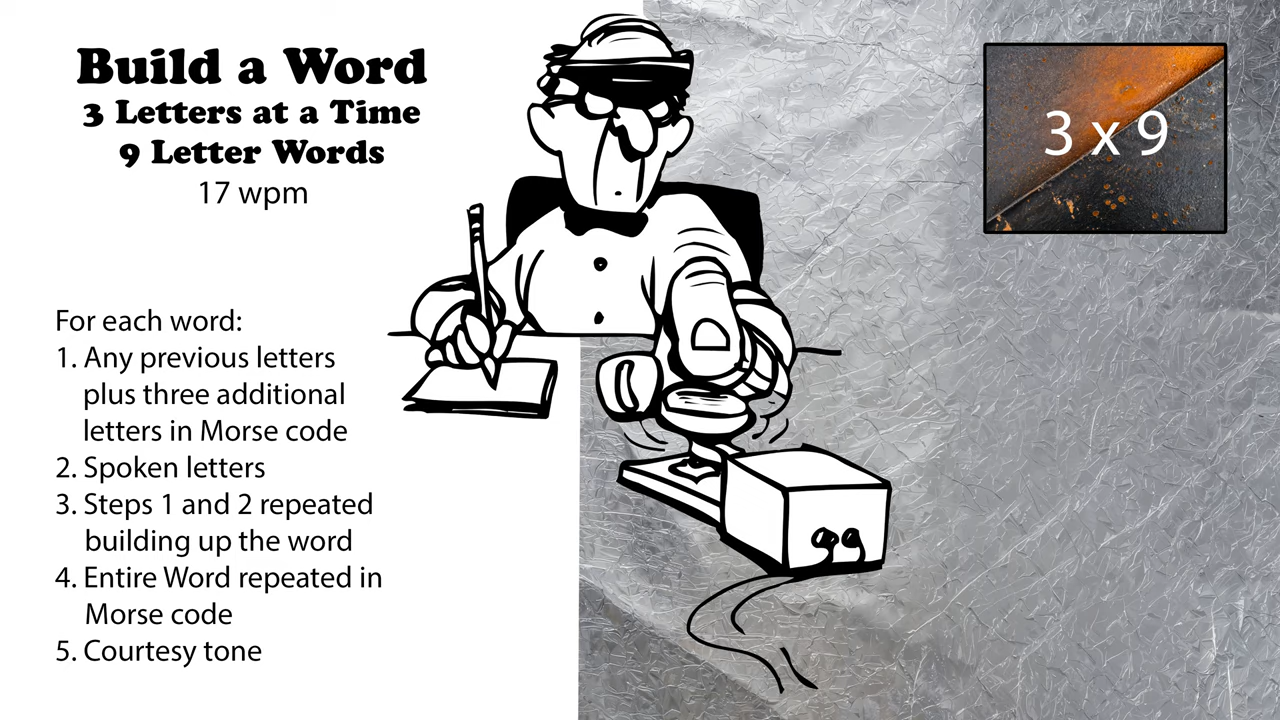 Build a Word
3 Letters at a Time
9 Letter Words
17 wpm
3 x 9
For each word:
1. Any previous letters
plus three additional
letters in Morse code
2. Spoken letters
3. Steps 1 and 2 repeated
building up the word
4. Entire Word repeated in
Morse code
5. Courtesy tone